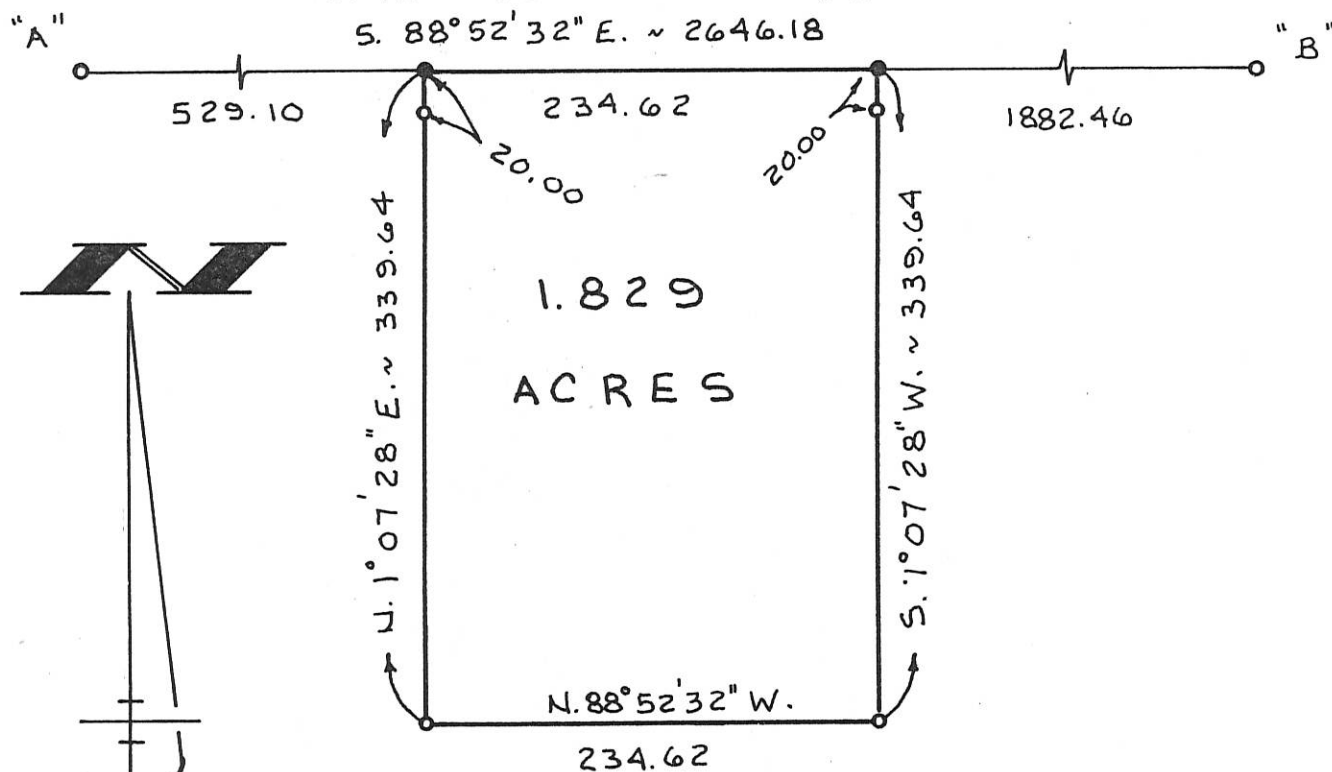 "A"
S. 88°52'32" E. ~ 2646.18
"B"
529.10
234.62
1882.46
20.00
20.00
N. 1°07'28" E. ~ 339.64
S. 1°07'28" W. ~ 339.64
N
1.829
ACRES
N. 88°52'32" W.
234.62